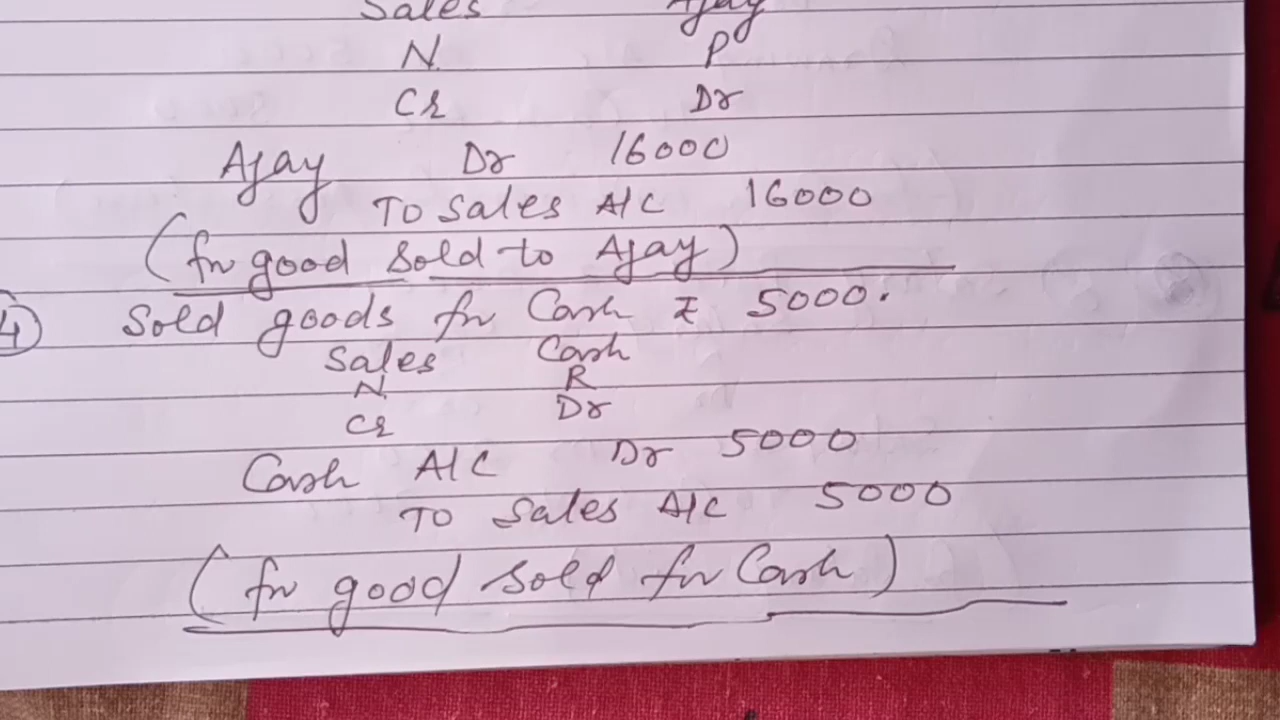 Sales Ajay
N P
Cr Dr
Ajay Dr 16000
To Sales A/C 16000
(for good sold to Ajay)
4 Sold goods for Cash ₹ 5000.
Sales Cash
N R
Cr Dr
Cash A/C Dr 5000
To Sales A/C 5000
(for good sold for Cash)